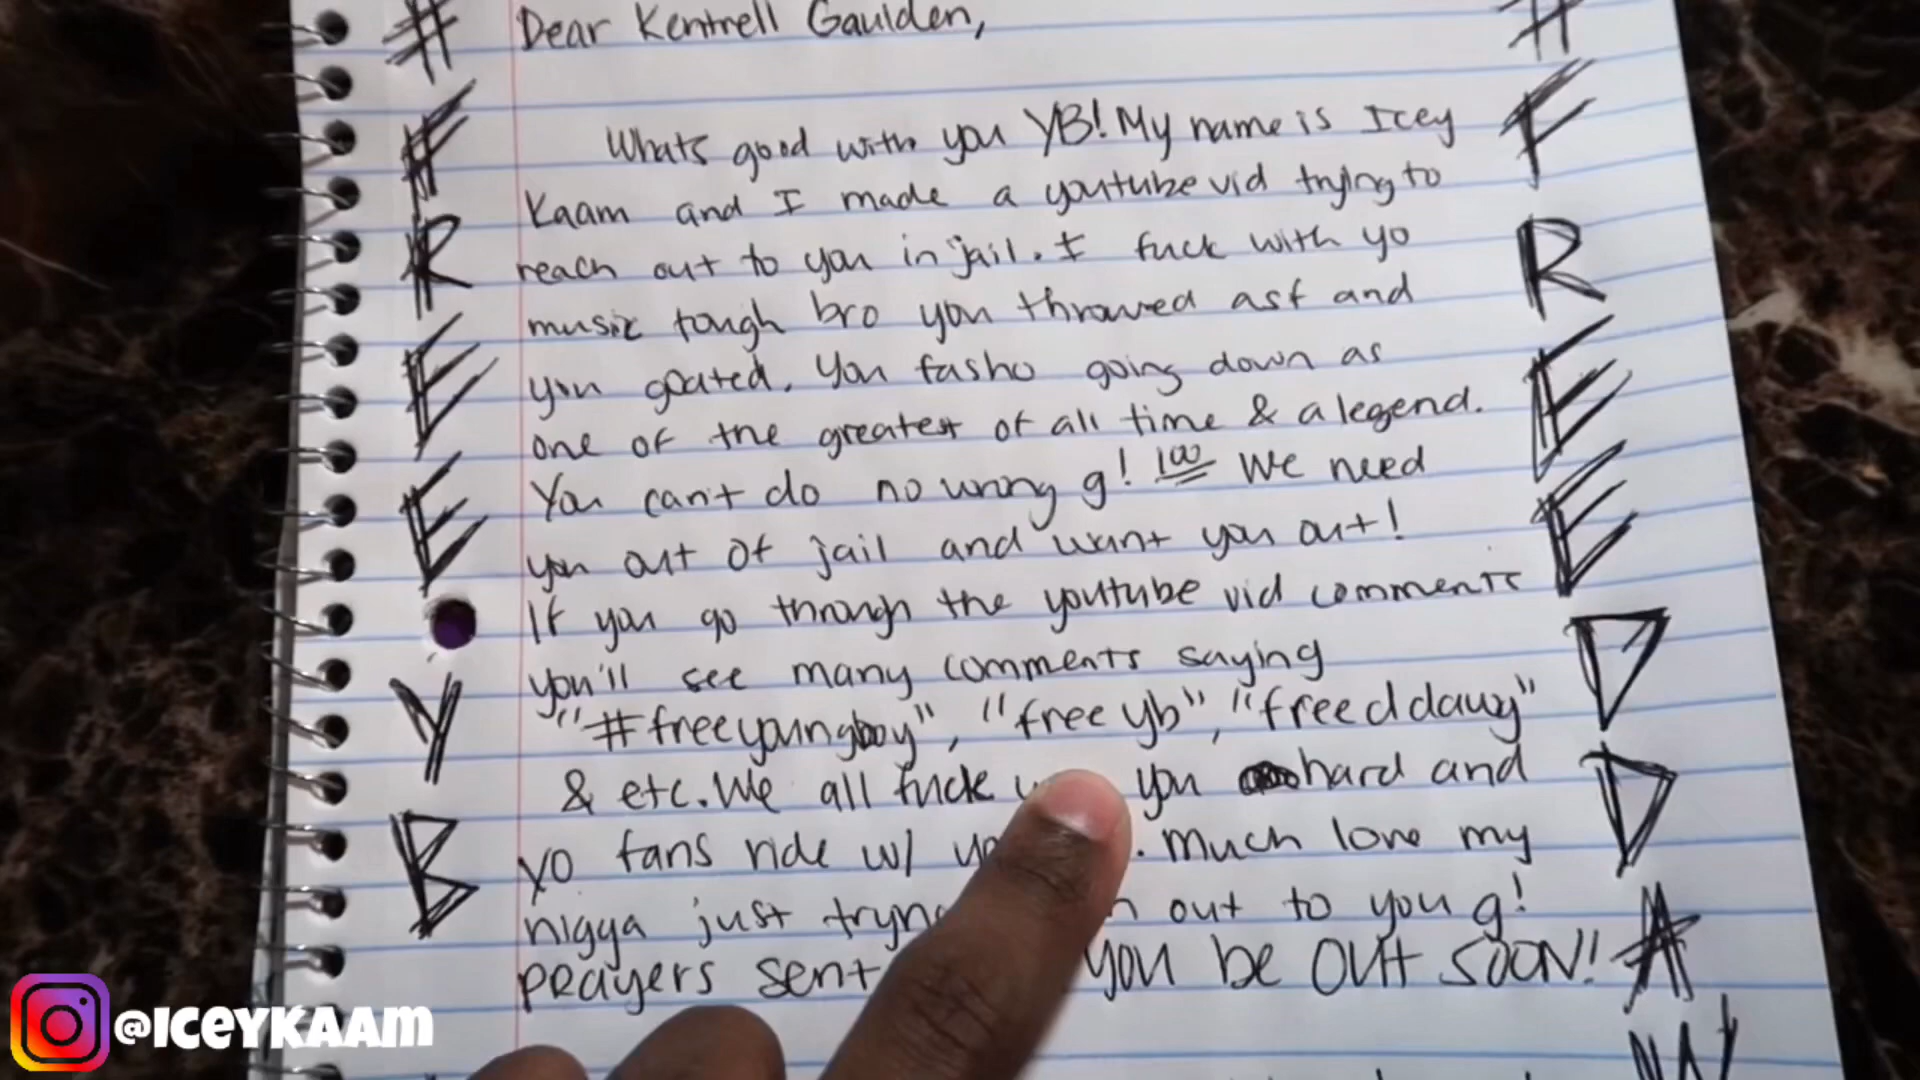 Dear Kentrell Gaulden,
Whats good with you YB! My name is Icey
Kaam and I made a youtube vid trying to
reach out to you in jail. I fuck with yo
music tough bro you throwed asf and
you goated. You fasho going down as
one of the greatest of all time & a legend.
You can't do no wrong g! 100 We need
you out of jail and want you out!
If you go through the youtube vid comments
you'll see many comments saying
"#freeyoungboy", "free yb", "freeddawg"
& etc. We all fuck you hard and
yo fans ride w/ . Much love my
nigga just out to you g!
PRAYERS SENT YOU BE OUT SOON!
# FREE YB
# FREE DDAW
@ICEYKAAM